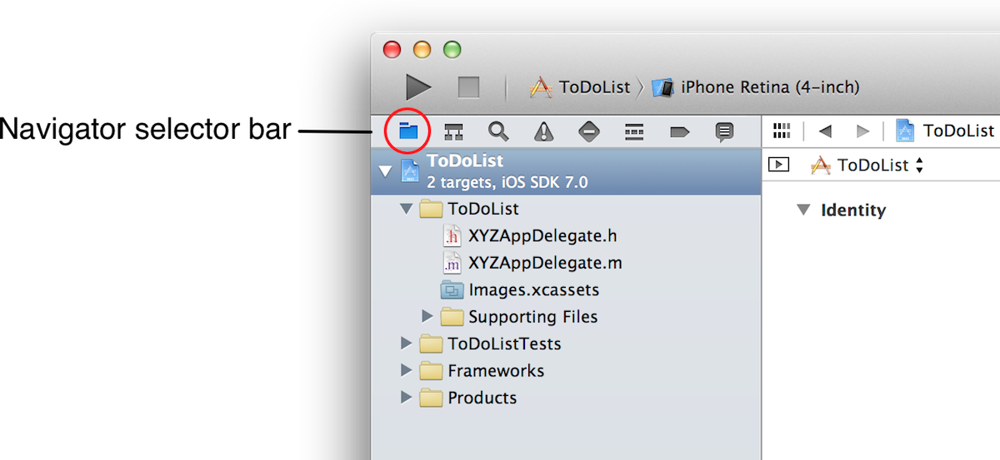 ToDoList iPhone Retina (4-inch)
Navigator selector bar
ToDoList
ToDoList
2 targets, iOS SDK 7.0
ToDoList
ToDoList
Identity
XYZAppDelegate.h
XYZAppDelegate.m
Images.xcassets
Supporting Files
ToDoListTests
Frameworks
Products